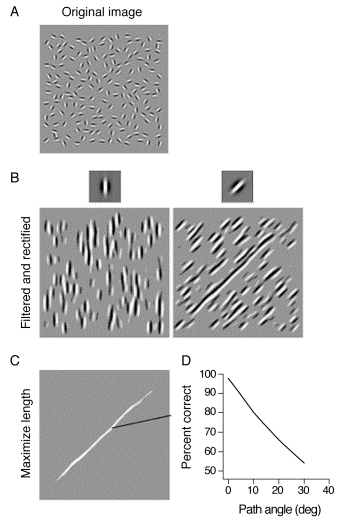 A
Original image
B
Filtered and rectified
C
Maximize length
D
Percent correct
100
90
80
70
60
50
0 10 20 30 40
Path angle (deg)